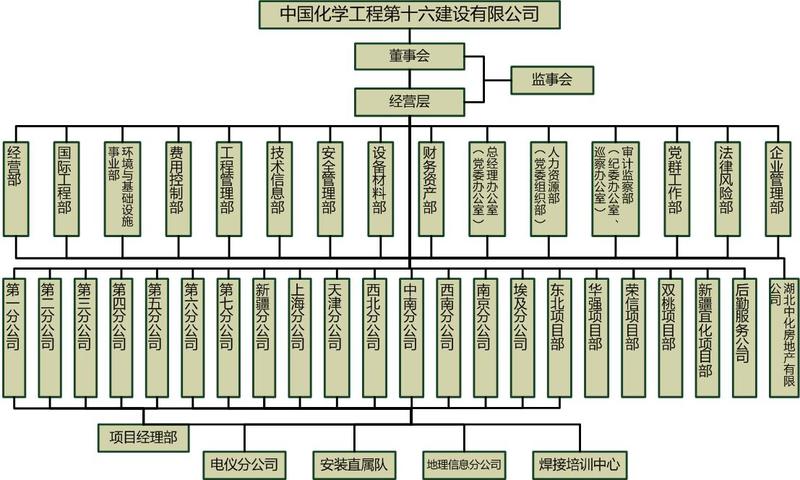 中国化学工程第十六建设有限公司
董事会
监事会
经营层
经营部
国际工程部
环境与基础设施
事业部
费用控制部
工程管理部
技术信息部
安全管理部
设备材料部
财务资产部
总经理办公室
（党委办公室）
人力资源部
（党委组织部）
审计监察部
（纪委办公室、
巡察办公室）
党群工作部
法律风险部
企业管理部
第一分公司
第二分公司
第三分公司
第四分公司
第五分公司
第六分公司
第七分公司
新疆分公司
上海分公司
天津分公司
西北分公司
中南分公司
西南分公司
南京分公司
埃及分公司
东北项目部
华强项目部
荣信项目部
双桃项目部
新疆宜化项目部
后勤服务公司
湖北中化房地产有限
公司
项目经理部
电仪分公司
安装直属队
地理信息分公司
焊接培训中心